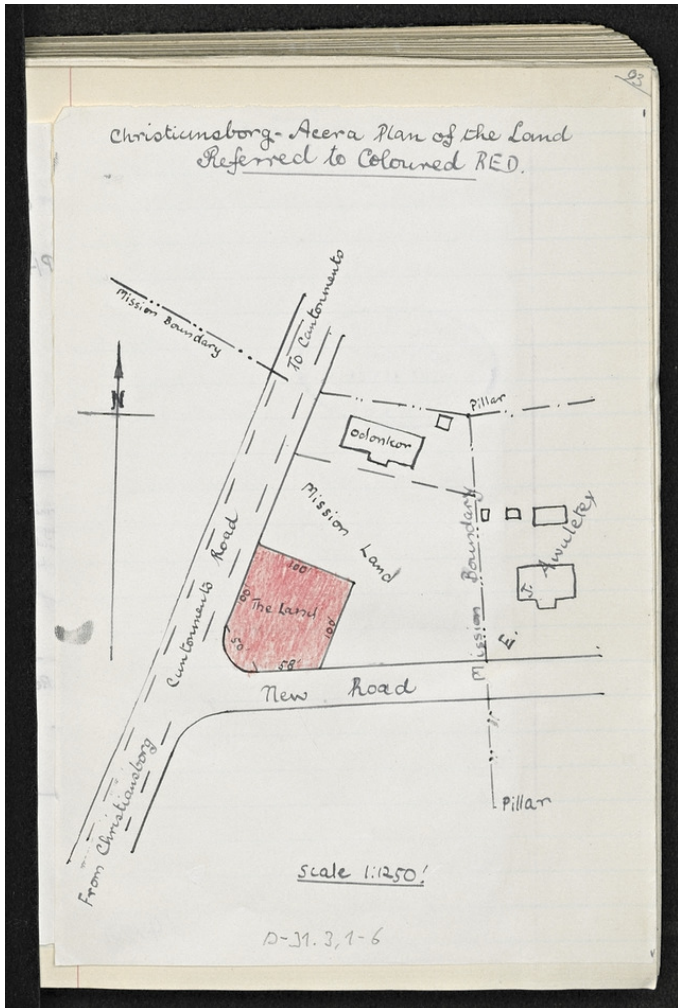 93
Christiansborg - Accra Plan of the Land
Referred to Coloured RED.
To Cantonments
Mission Boundary
N
Pillar
Odonkor
Mission Land
Mission Boundary
E. J. Awuletey
Cantonments Road
100'
The Land
100'
100'
50'
58'
New Road
From Christiansborg
Pillar
Scale 1:1250!
D-31.3,1-6